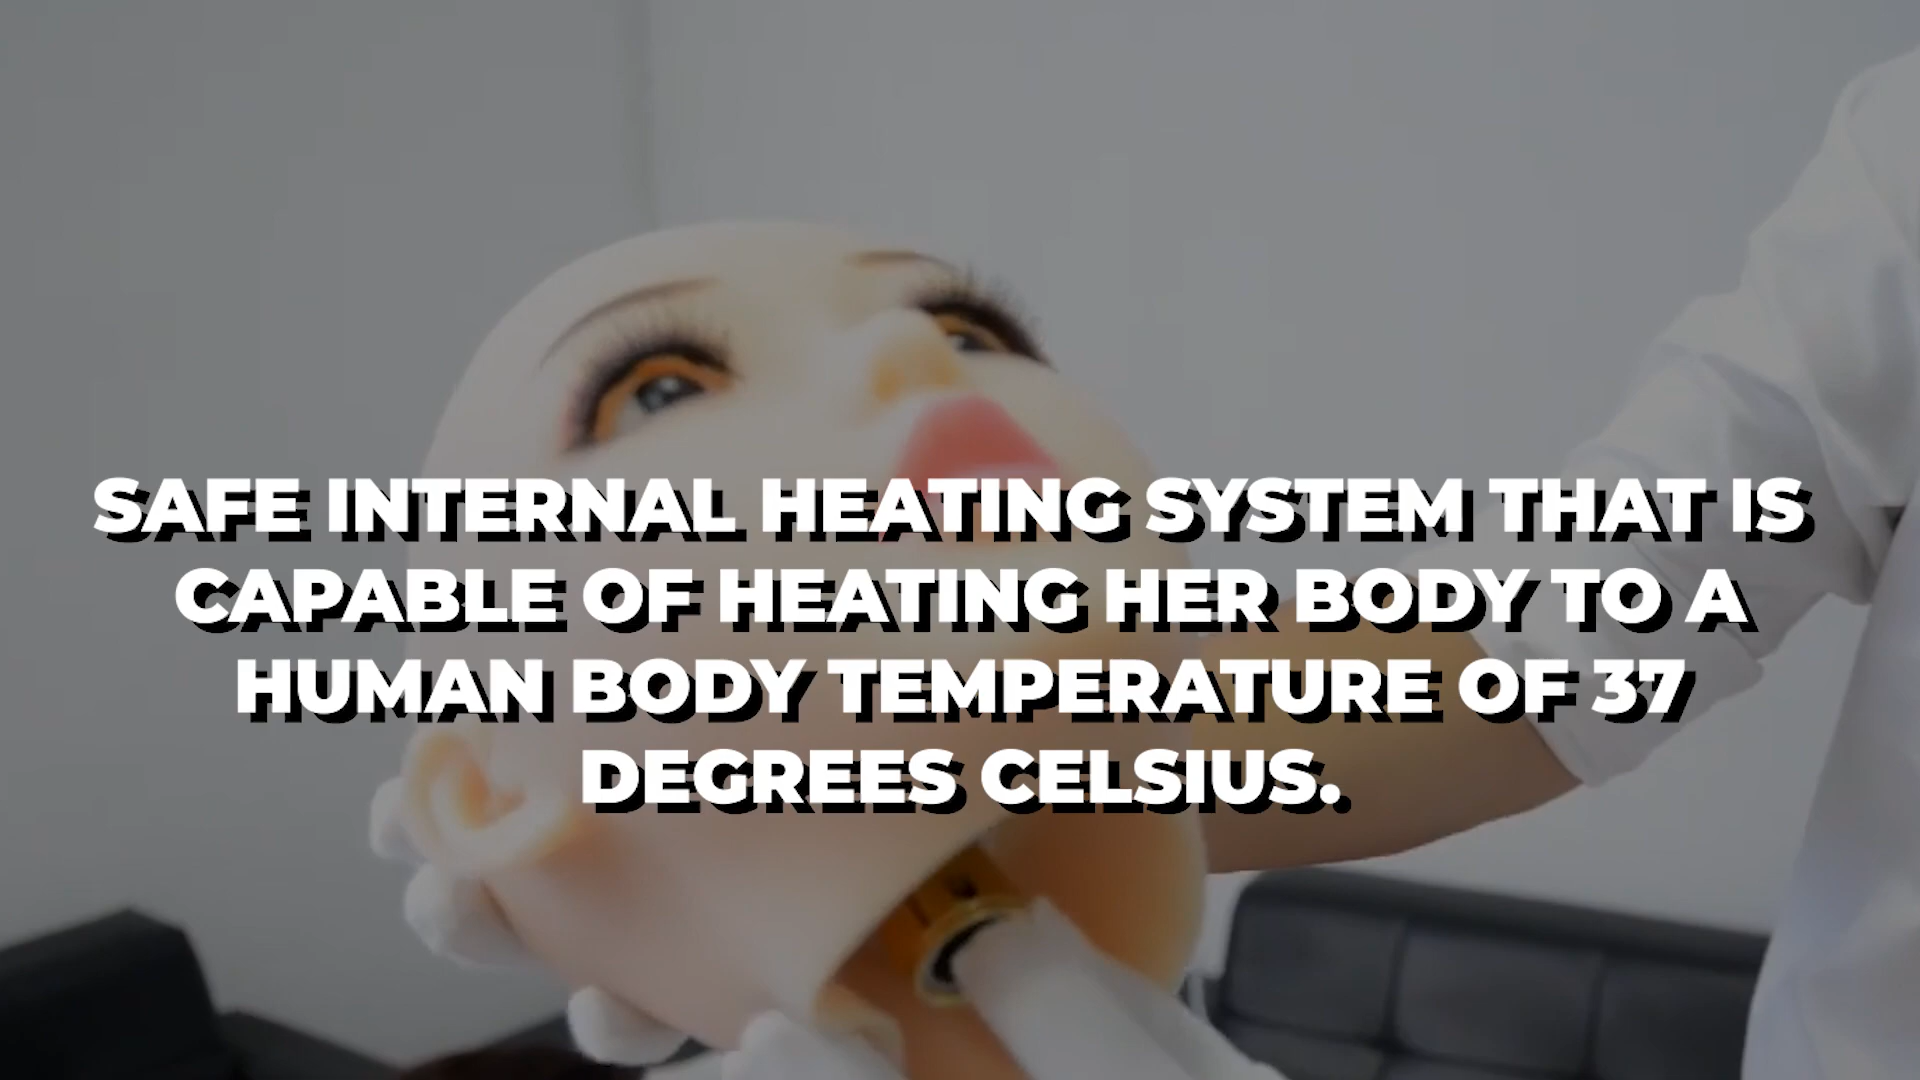 SAFE INTERNAL HEATING SYSTEM THAT IS
CAPABLE OF HEATING HER BODY TO A
HUMAN BODY TEMPERATURE OF 37
DEGREES CELSIUS.